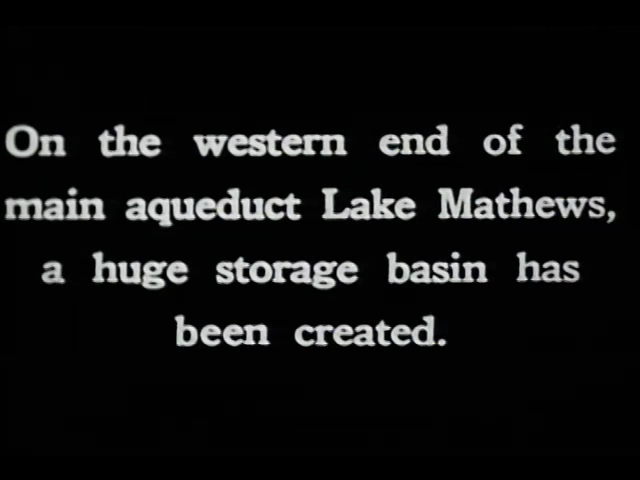 On the western end of the
main aqueduct Lake Mathews,
a huge storage basin has
been created.